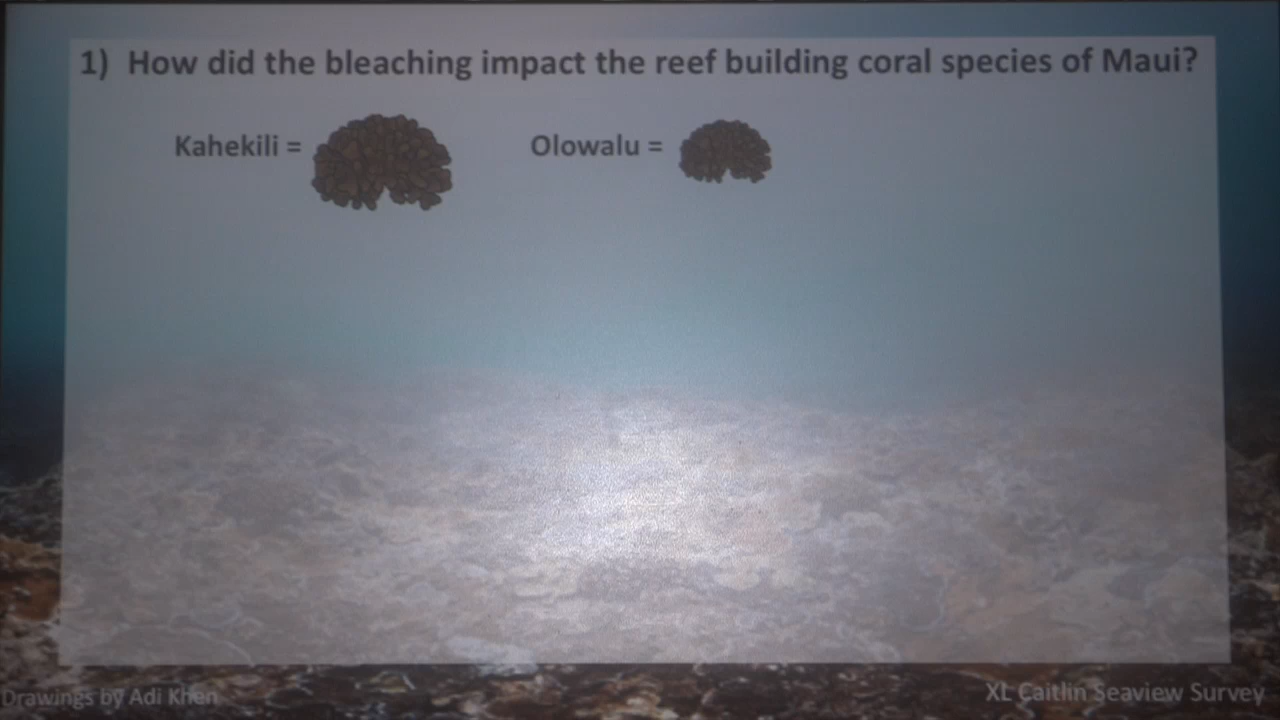 1) How did the bleaching impact the reef building coral species of Maui?
Kahekili = Olowalu =
Drawings by Adi Khen XL Caitlin Seaview Survey